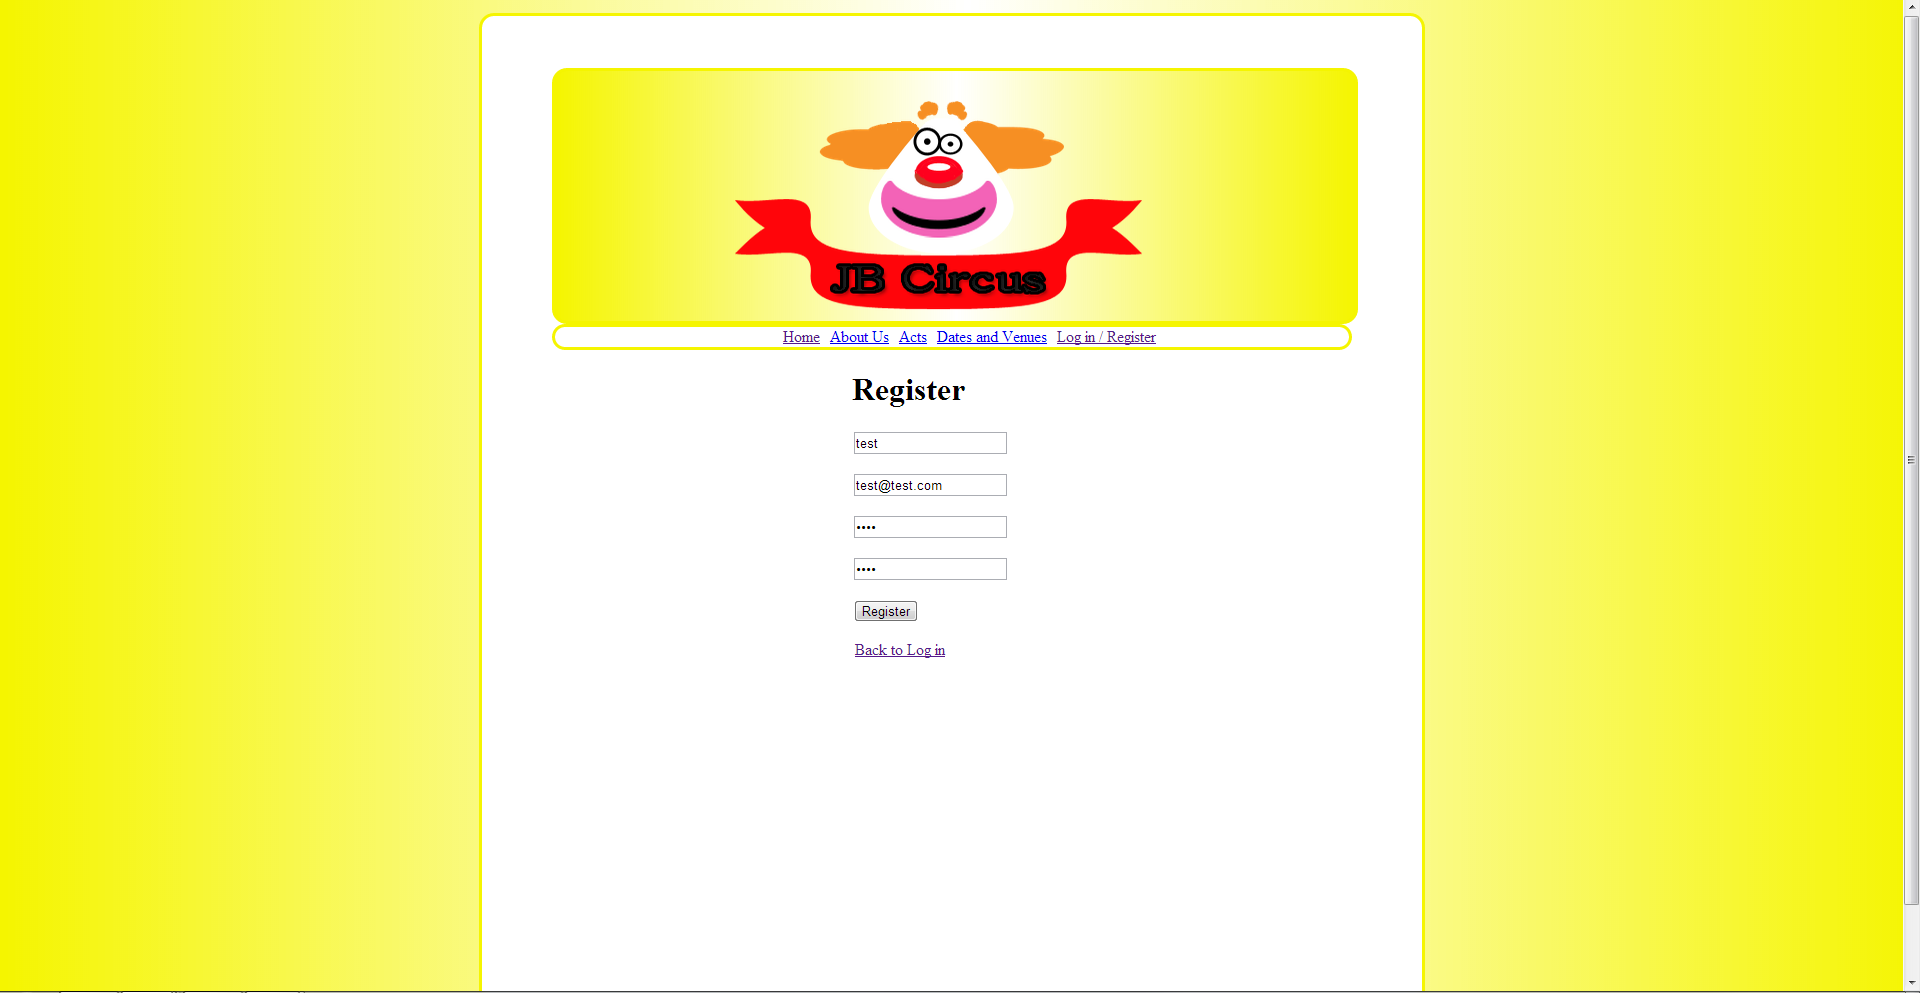 JB Circus
Home About Us Acts Dates and Venues Log in / Register
Register
test
test@test.com
••••
••••
Register
Back to Log in